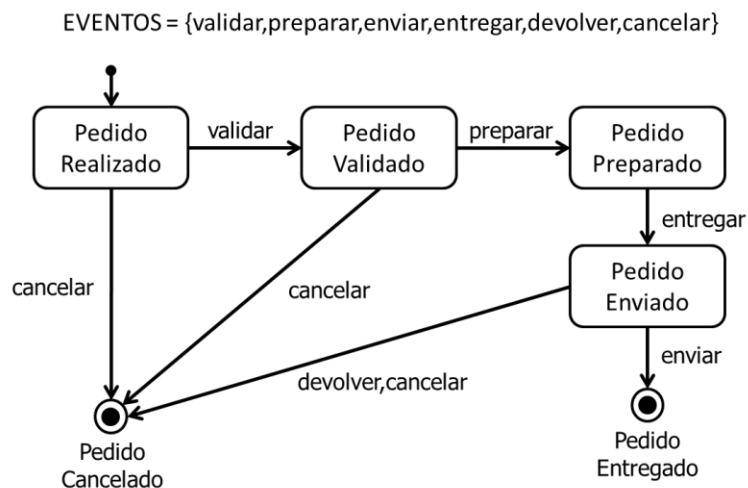 EVENTOS = {validar,preparar,enviar,entregar,devolver,cancelar}
Pedido
Realizado
validar
Pedido
Validado
preparar
Pedido
Preparado
entregar
Pedido
Enviado
cancelar
cancelar
devolver,cancelar
enviar
Pedido
Cancelado
Pedido
Entregado